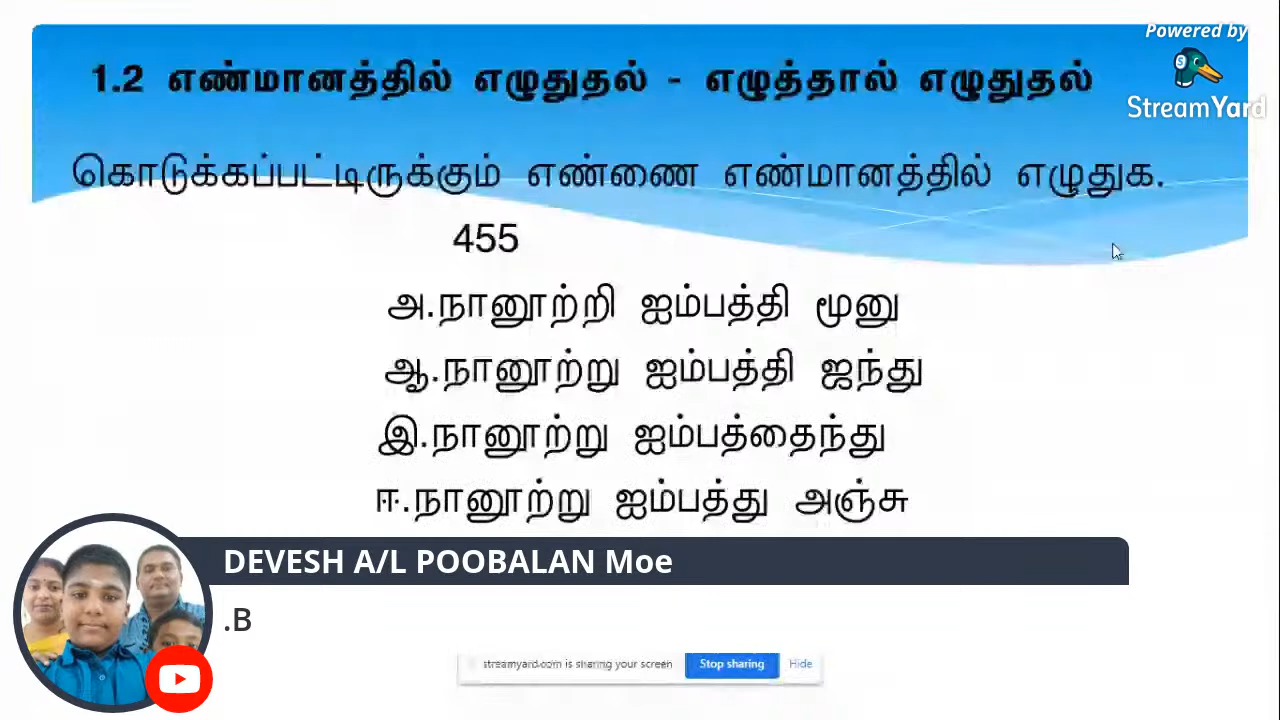 Powered by
StreamYard
1.2 எண்மானத்தில் எழுதுதல் - எழுத்தால் எழுதுதல்
கொடுக்கப்பட்டிருக்கும் எண்ணை எண்மானத்தில் எழுதுக.
455
அ.நானூற்றி ஐம்பத்தி மூனு
ஆ.நானூற்று ஐம்பத்தி ஐந்து
இ.நானூற்று ஐம்பத்தைந்து
ஈ.நானூற்று ஐம்பத்து அஞ்சு
DEVESH A/L POOBALAN Moe
.B
streamyard.com is sharing your screen Stop sharing Hide